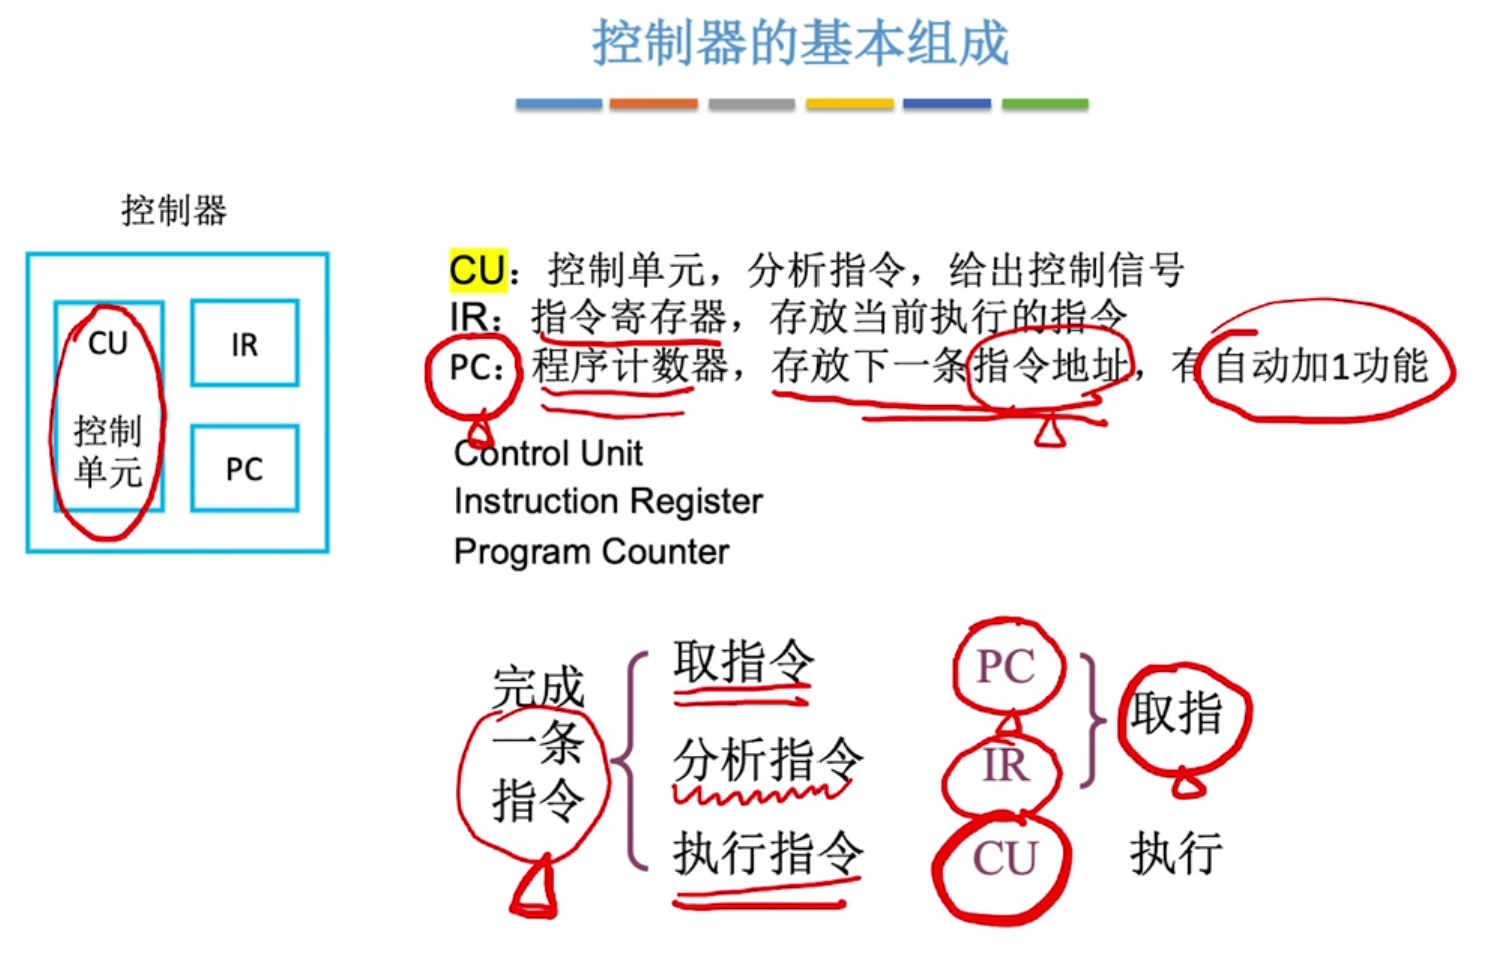 控制器的基本组成
控制器
CU
控制
单元
IR
PC
CU：控制单元，分析指令，给出控制信号
IR：指令寄存器，存放当前执行的指令
PC：程序计数器，存放下一条指令地址，有自动加1功能
Control Unit
Instruction Register
Program Counter
完成
一条
指令
取指令
分析指令
执行指令
PC
IR
CU
取指
执行